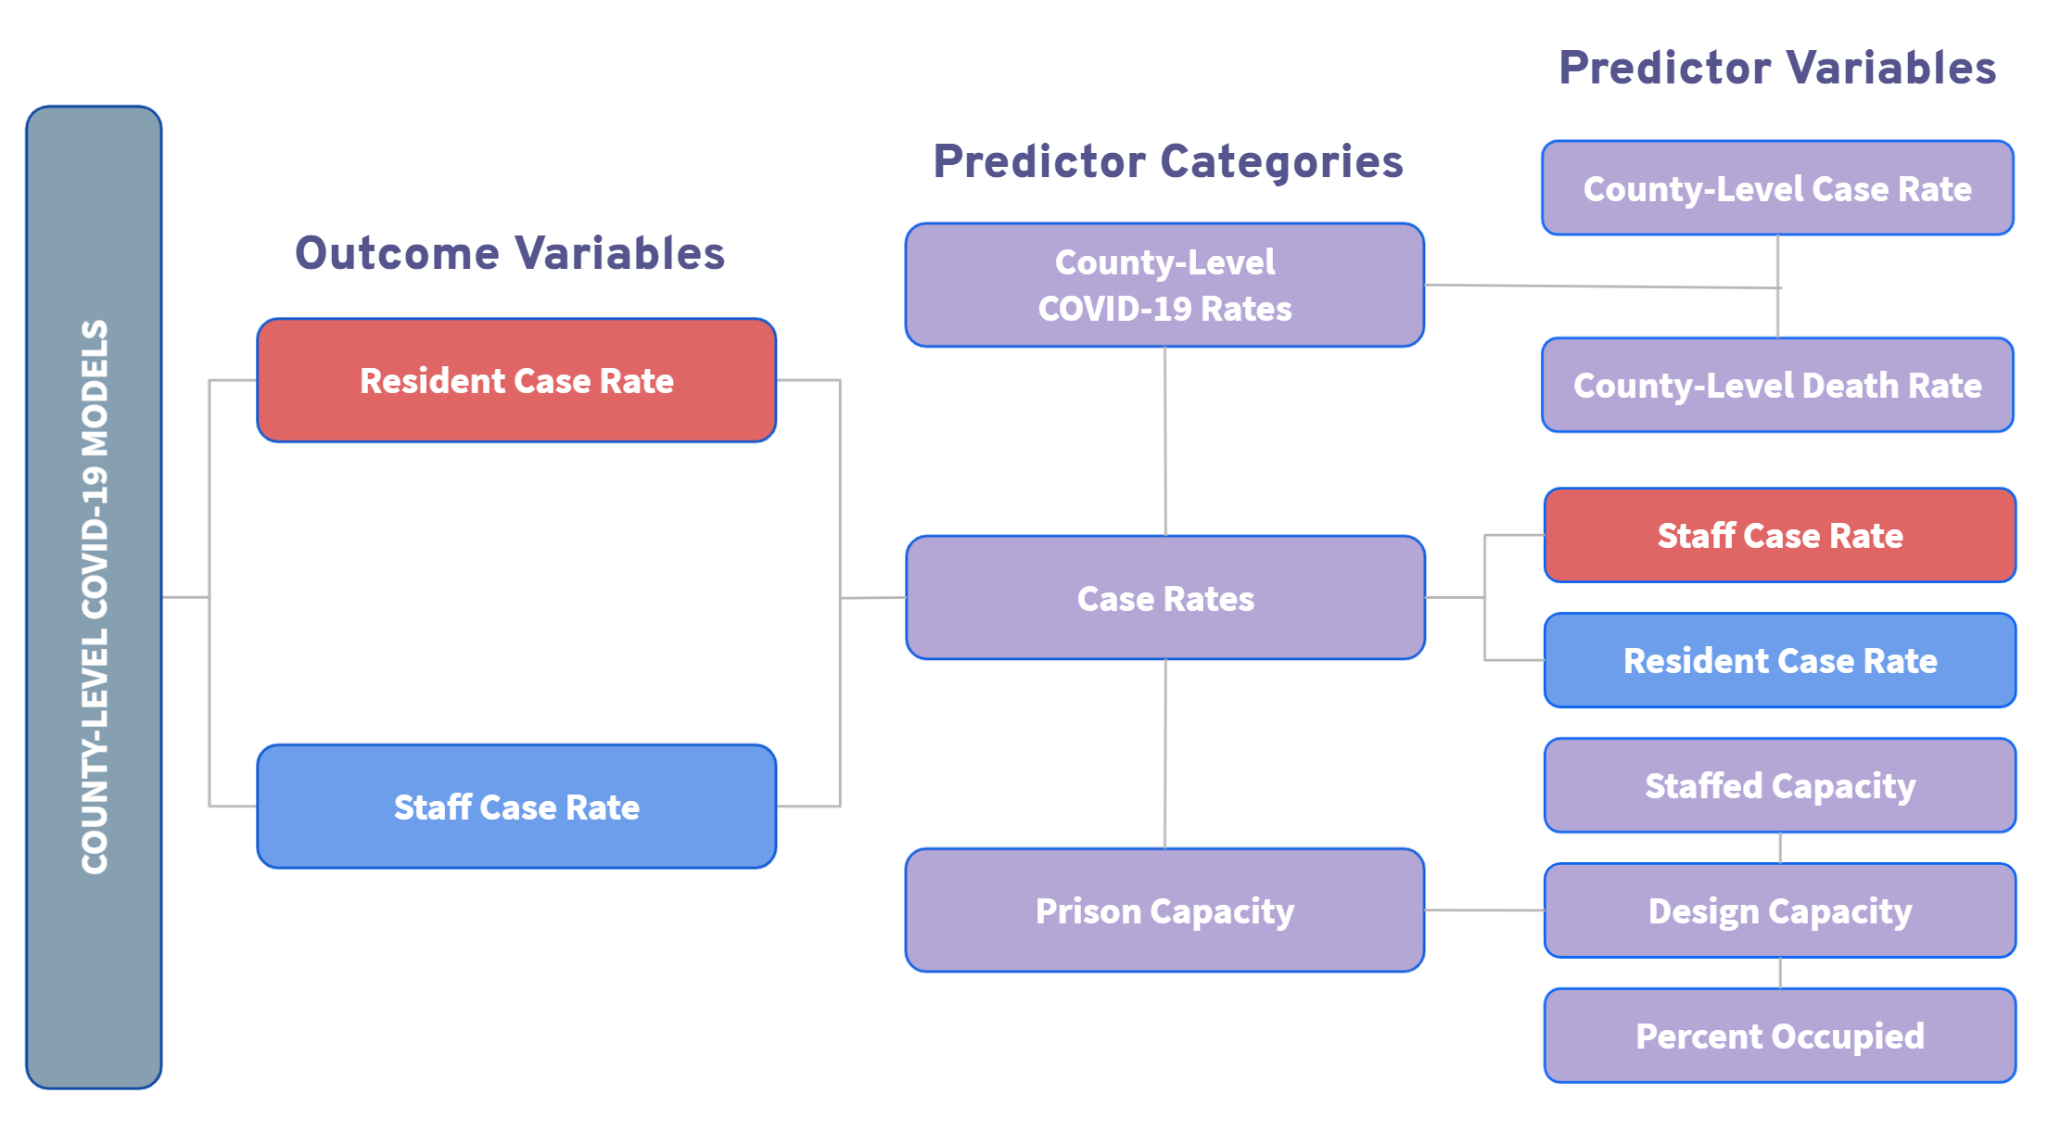 COUNTY-LEVEL COVID-19 MODELS
Outcome Variables
Resident Case Rate
Staff Case Rate
Predictor Categories
County-Level
COVID-19 Rates
Case Rates
Prison Capacity
Predictor Variables
County-Level Case Rate
County-Level Death Rate
Staff Case Rate
Resident Case Rate
Staffed Capacity
Design Capacity
Percent Occupied